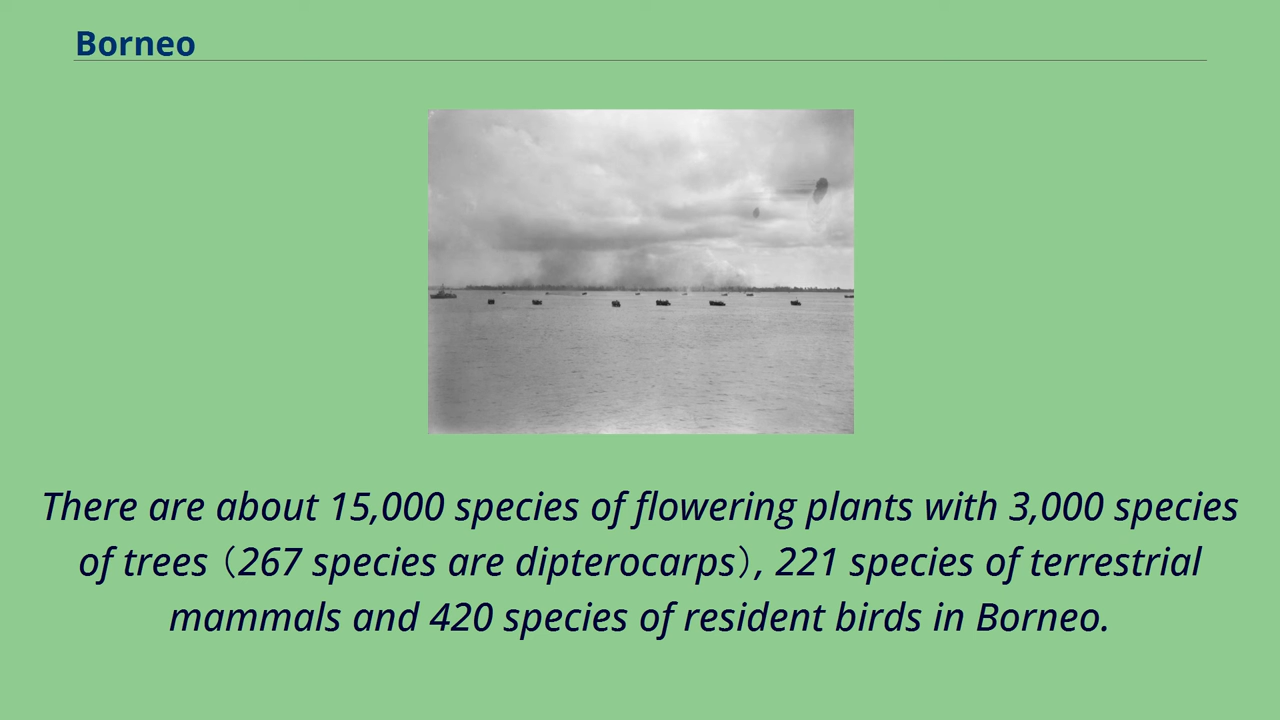 Borneo
There are about 15,000 species of flowering plants with 3,000 species
of trees（267 species are dipterocarps）, 221 species of terrestrial
mammals and 420 species of resident birds in Borneo.